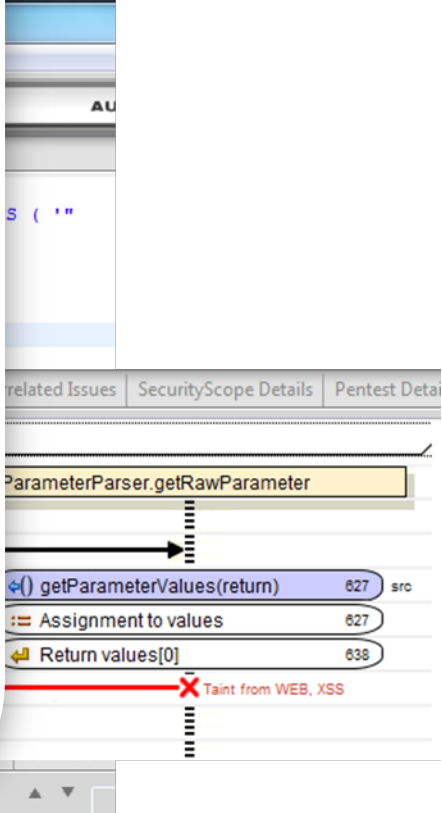 AU
S ( '"
rrelated Issues SecurityScope Details Pentest Detai
ParameterParser.getRawParameter
getParameterValues(return) 627 src
:= Assignment to values 627
Return values[0] 638
Taint from WEB, XSS